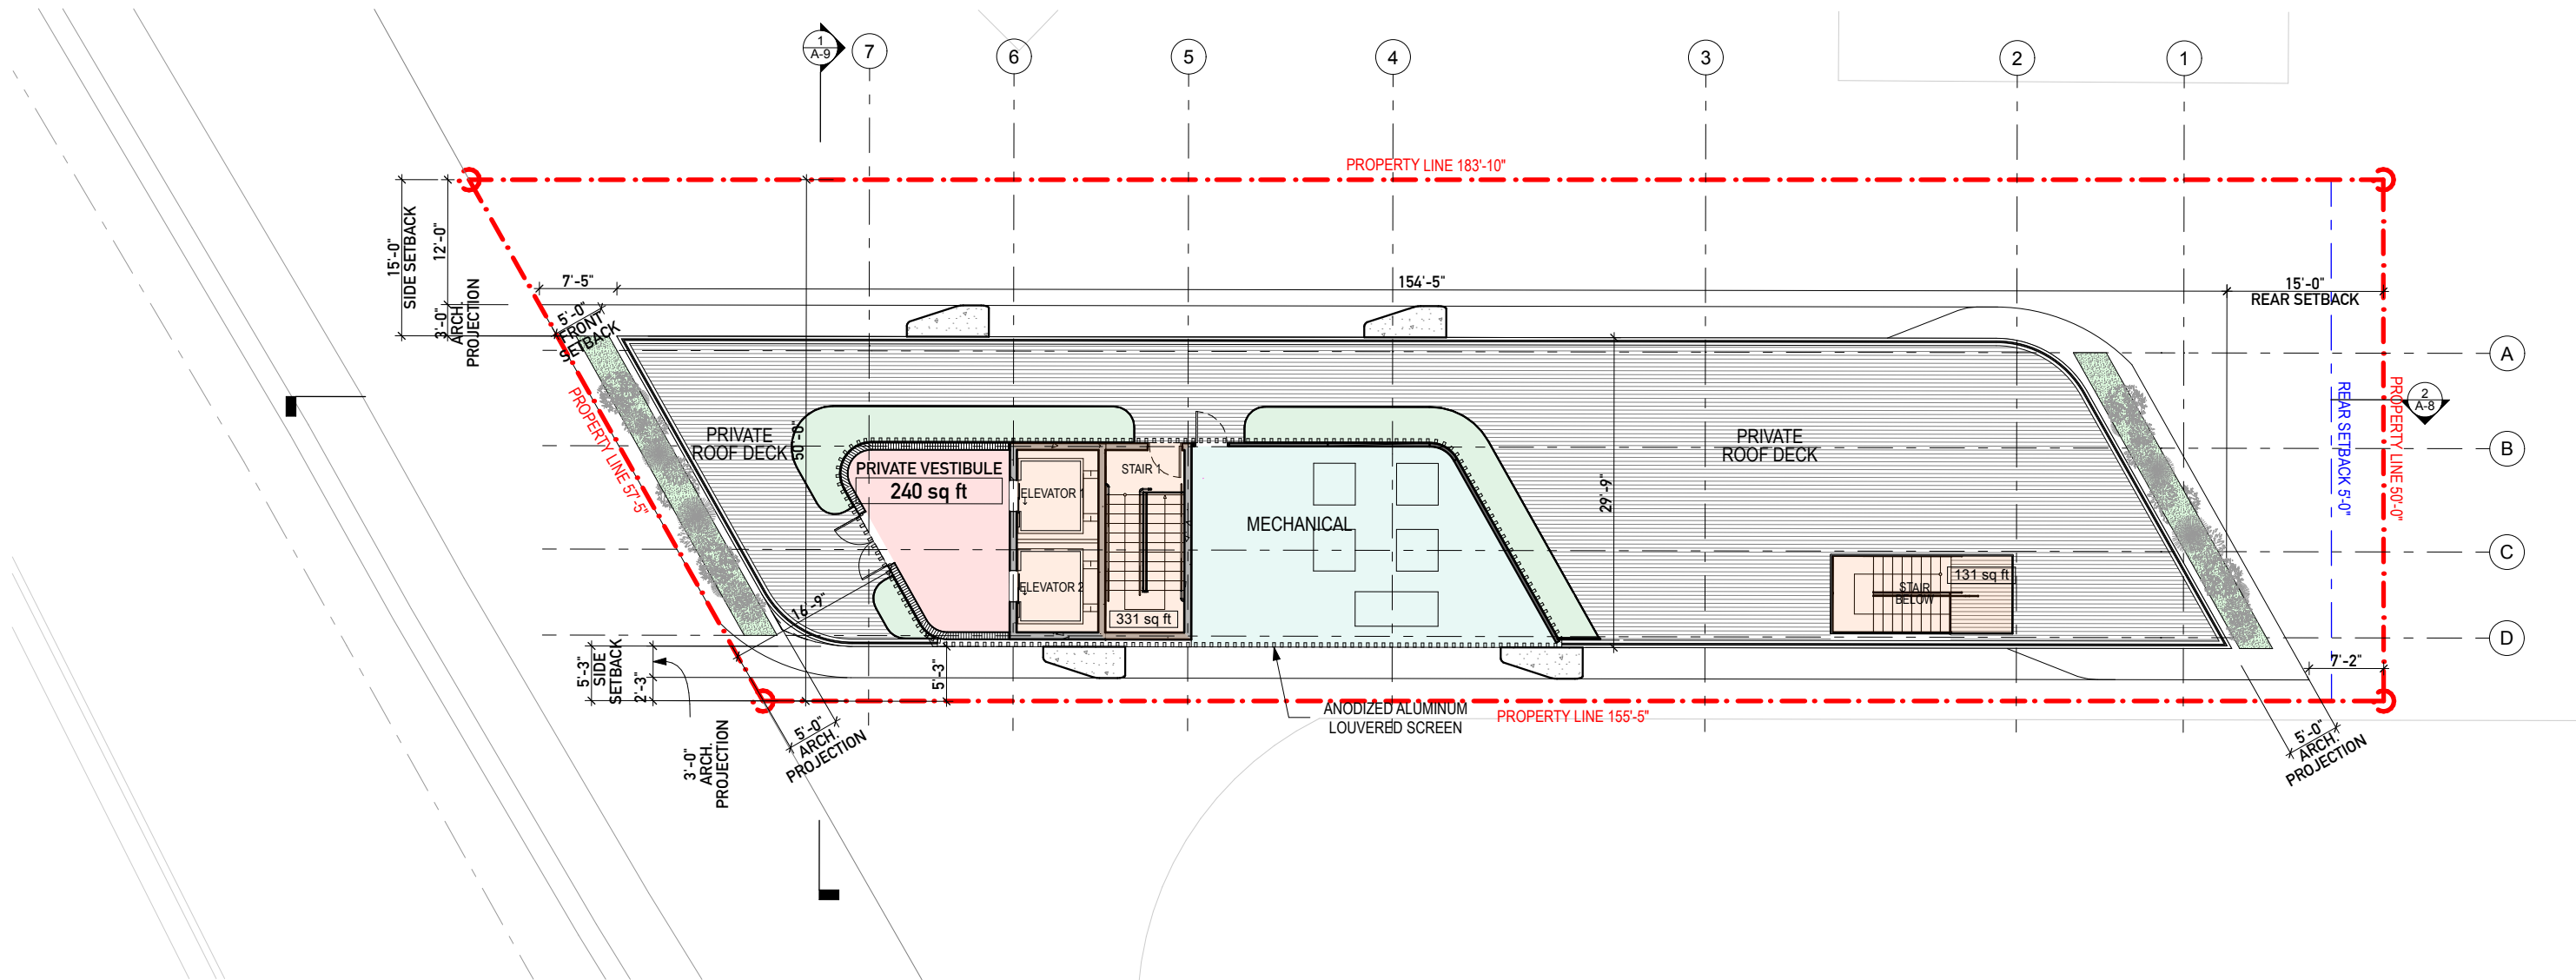 1
A-9
7
6
5
4
3
2
1
PROPERTY LINE 183'-10"
15'-0"
SIDE SETBACK
12'-0"
3'-0"
ARCH.
PROJECTION
7'-5"
154'-5"
15'-0"
REAR SETBACK
5'-0"
FRONT
SETBACK
A
PROPERTY LINE 57'-5"
PRIVATE
ROOF DECK
50'-0"
PRIVATE VESTIBULE
240 sq ft
ELEVATOR 1
STAIR 1
MECHANICAL
29'-9"
PRIVATE
ROOF DECK
REAR SETBACK 5'-0"
PROPERTY LINE 50'-0"
2
A-8
B
C
ELEVATOR 2
331 sq ft
STAIR
BELOW
131 sq ft
16'-9"
D
5'-3"
SIDE
SETBACK
2'-3"
5'-3"
7'-2"
3'-0"
ARCH.
PROJECTION
5'-0"
ARCH.
PROJECTION
ANODIZED ALUMINUM
LOUVERED SCREEN
PROPERTY LINE 155'-5"
5'-0"
ARCH.
PROJECTION